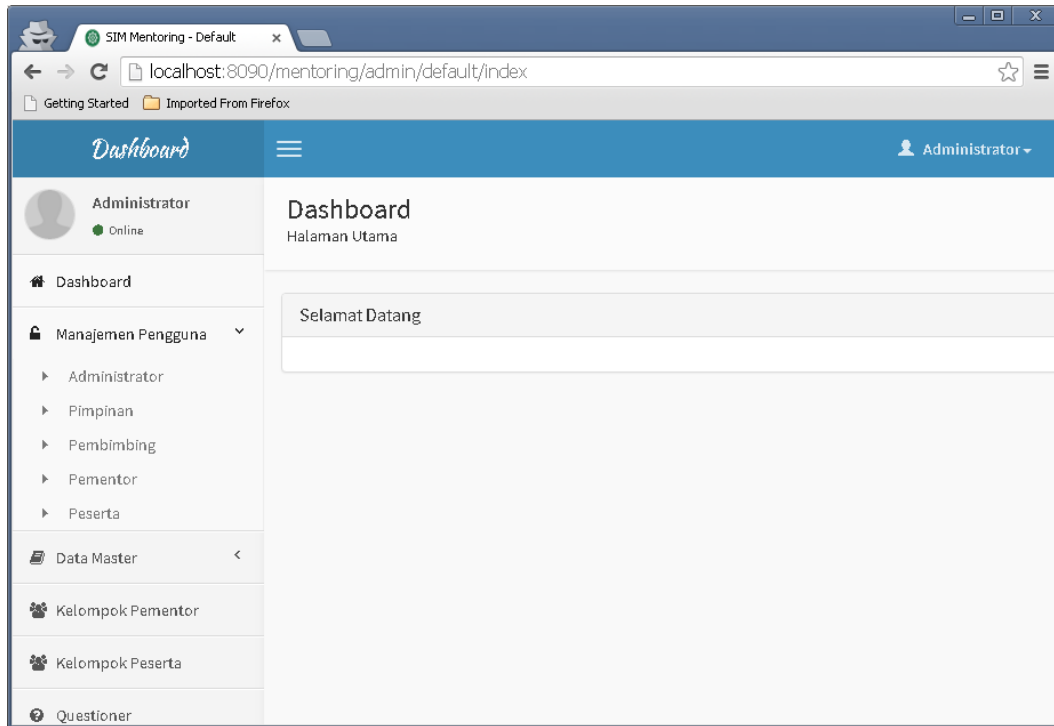 SIM Mentoring - Default
localhost:8090/mentoring/admin/default/index
Getting Started Imported From Firefox
Dashboard
Administrator
Administrator
Online
Dashboard
Manajemen Pengguna
Administrator
Pimpinan
Pembimbing
Pementor
Peserta
Data Master
Kelompok Pementor
Kelompok Peserta
Questioner
Dashboard
Halaman Utama
Selamat Datang